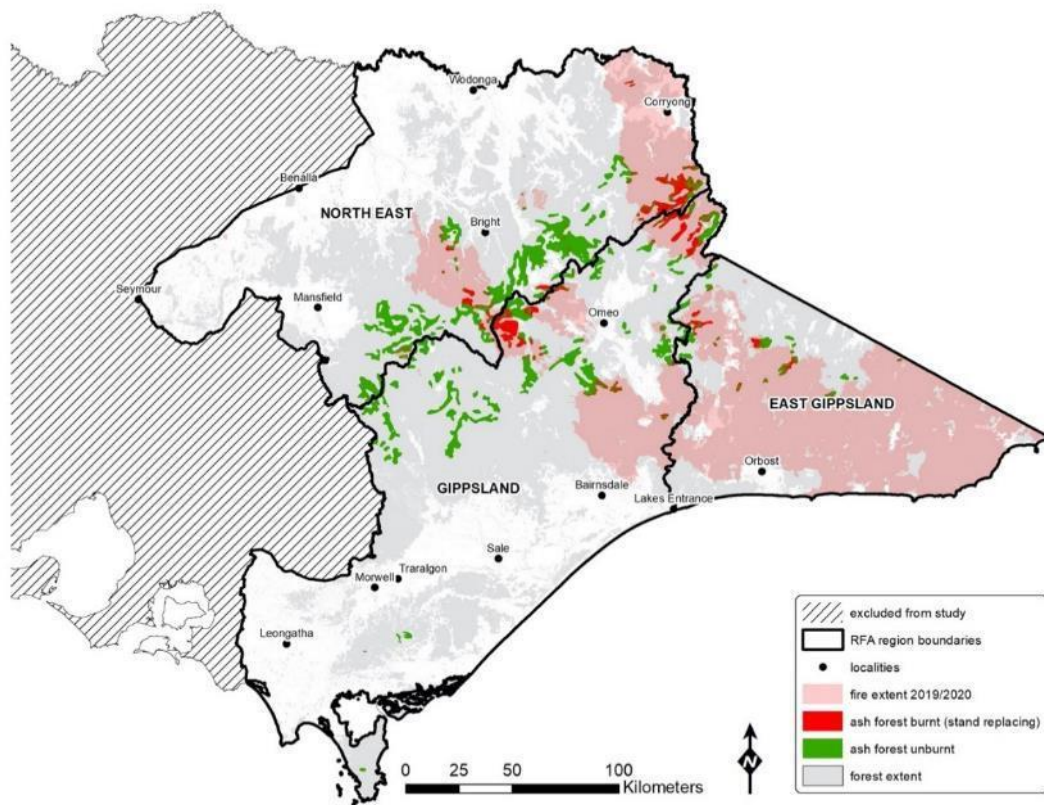 Wodonga
Corryong
Benalla
NORTH EAST
Bright
Seymour
Mansfield
Omeo
EAST GIPPSLAND
Orbost
GIPPSLAND
Bairnsdale
Lakes Entrance
Sale
Traralgon
Morwell
Leongatha
excluded from study
RFA region boundaries
localities
fire extent 2019/2020
ash forest burnt (stand replacing)
ash forest unburnt
forest extent
0 25 50 100
Kilometers
N